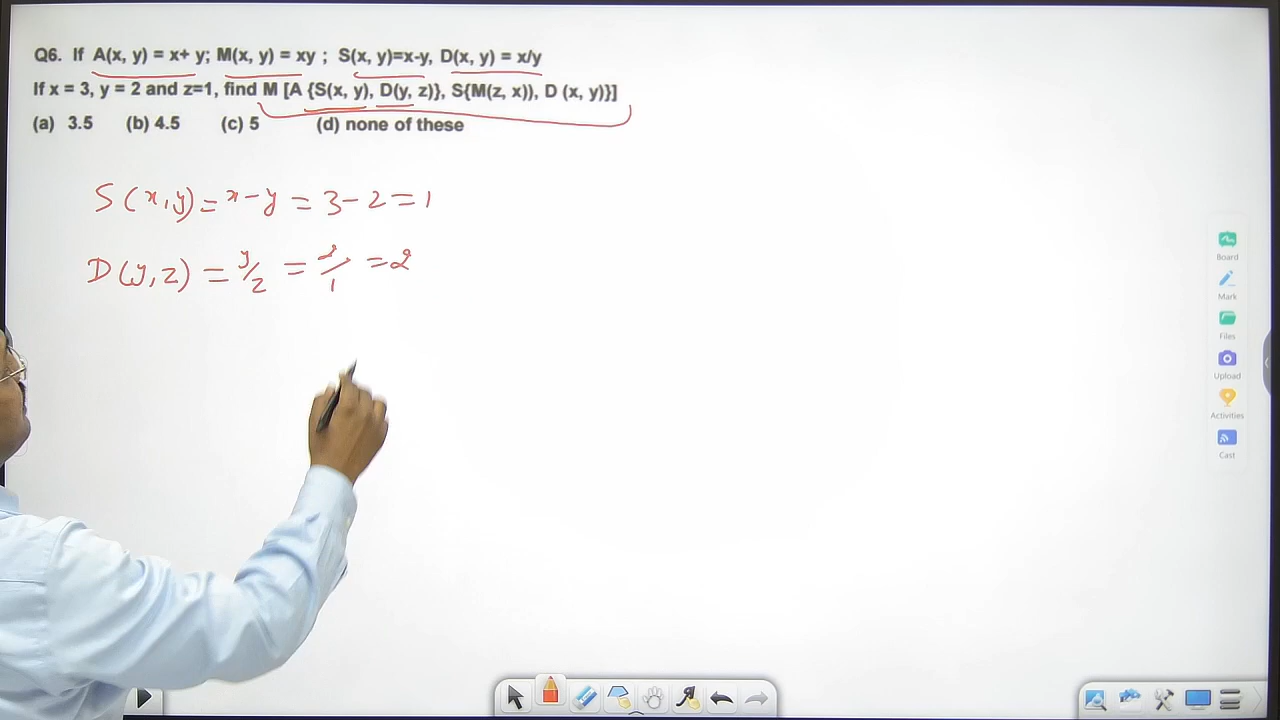 Q6. If A(x, y) = x+ y; M(x, y) = xy ; S(x, y)=x-y, D(x, y) = x/y
If x = 3, y = 2 and z=1, find M [A {S(x, y), D(y, z)}, S{M(z, x)), D (x, y)}]
(a) 3.5 (b) 4.5 (c) 5 (d) none of these
S(x,y)=x-y=3-2=1
D(y,z)=y/z=2/1=2
Board
Mark
Files
Upload
Activities
Cast